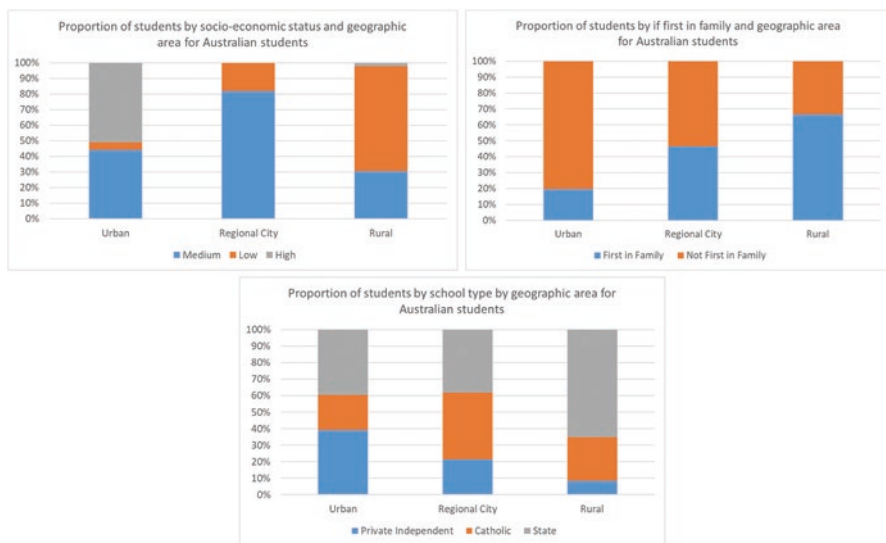 Proportion of students by socio-economic status and geographic
area for Australian students
100%
90%
80%
70%
60%
50%
40%
30%
20%
10%
0%
Urban
Regional City
Rural
Medium
Low
High
Proportion of students by if first in family and geographic area
for Australian students
100%
90%
80%
70%
60%
50%
40%
30%
20%
10%
0%
Urban
Regional City
Rural
First in Family
Not First in Family
Proportion of students by school type by geographic area for
Australian students
100%
90%
80%
70%
60%
50%
40%
30%
20%
10%
0%
Urban
Regional City
Rural
Private Independent
Catholic
State